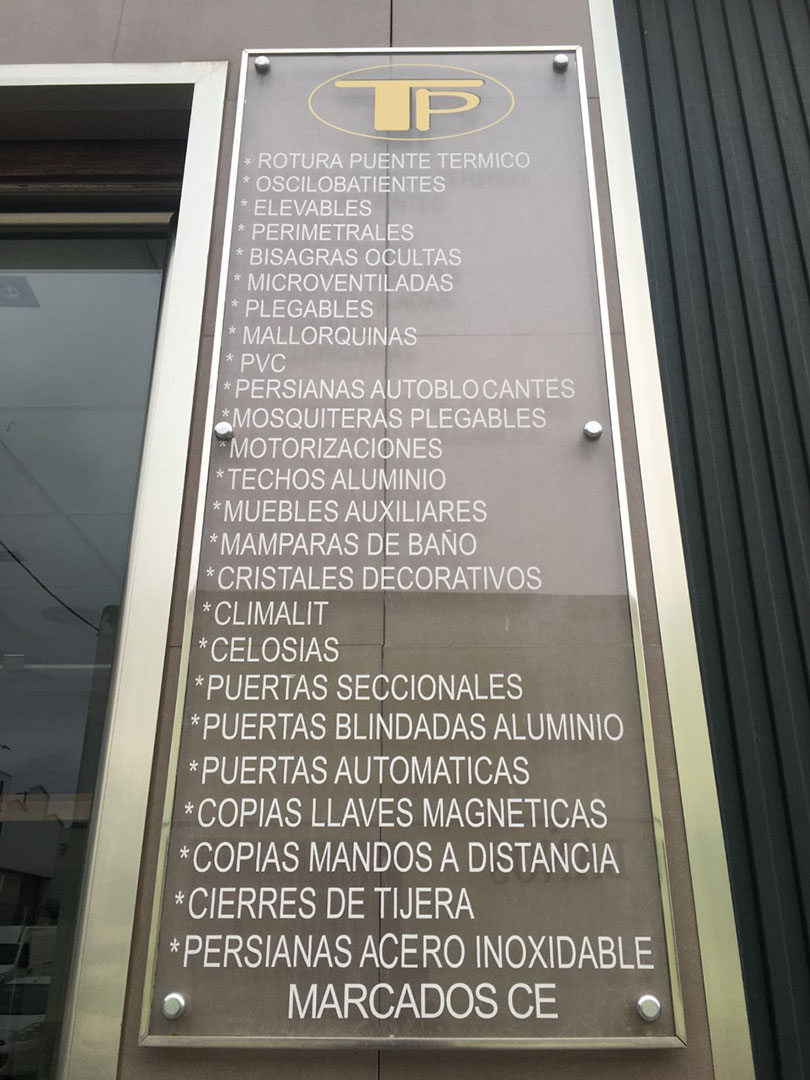 TP
* ROTURA PUENTE TERMICO
* OSCILOBATIENTES
* ELEVABLES
* PERIMETRALES
* BISAGRAS OCULTAS
* MICROVENTILADAS
* PLEGABLES
* MALLORQUINAS
* PVC
*PERSIANAS AUTOBLOCANTES
*MOSQUITERAS PLEGABLES
*MOTORIZACIONES
*TECHOS ALUMINIO
*MUEBLES AUXILIARES
*MAMPARAS DE BAÑO
*CRISTALES DECORATIVOS
*CLIMALIT
*CELOSIAS
*PUERTAS SECCIONALES
*PUERTAS BLINDADAS ALUMINIO
*PUERTAS AUTOMATICAS
*COPIAS LLAVES MAGNETICAS
*COPIAS MANDOS A DISTANCIA
*CIERRES DE TIJERA
*PERSIANAS ACERO INOXIDABLE
MARCADOS CE